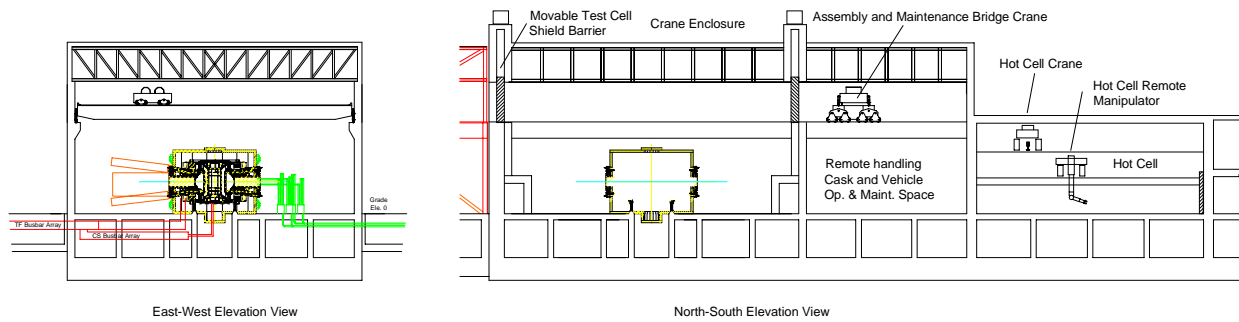 Movable Test Cell
Shield Barrier
Crane Enclosure
Assembly and Maintenance Bridge Crane
Hot Cell Crane
Hot Cell Remote
Manipulator
Remote handling
Cask and Vehicle
Op. & Maint. Space
Hot Cell
Grade
Ele. 0
TF Busbar Array
CS Busbar Array
East-West Elevation View
North-South Elevation View